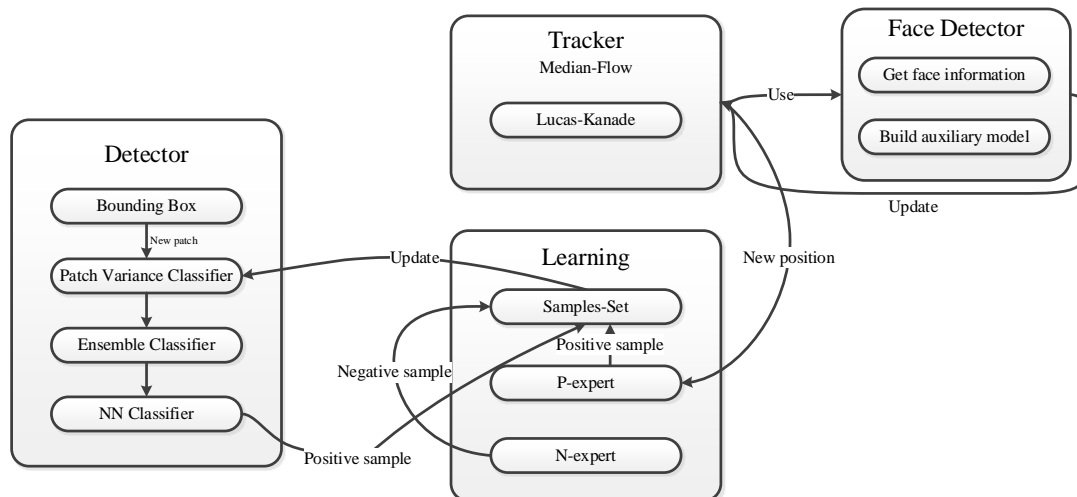 Tracker
Median-Flow
Lucas-Kanade
Face Detector
Get face information
Build auxiliary model
Use
Update
Detector
Bounding Box
New patch
Patch Variance Classifier
Ensemble Classifier
NN Classifier
Update
Learning
Samples-Set
Positive sample
P-expert
N-expert
Negative sample
Positive sample
New position